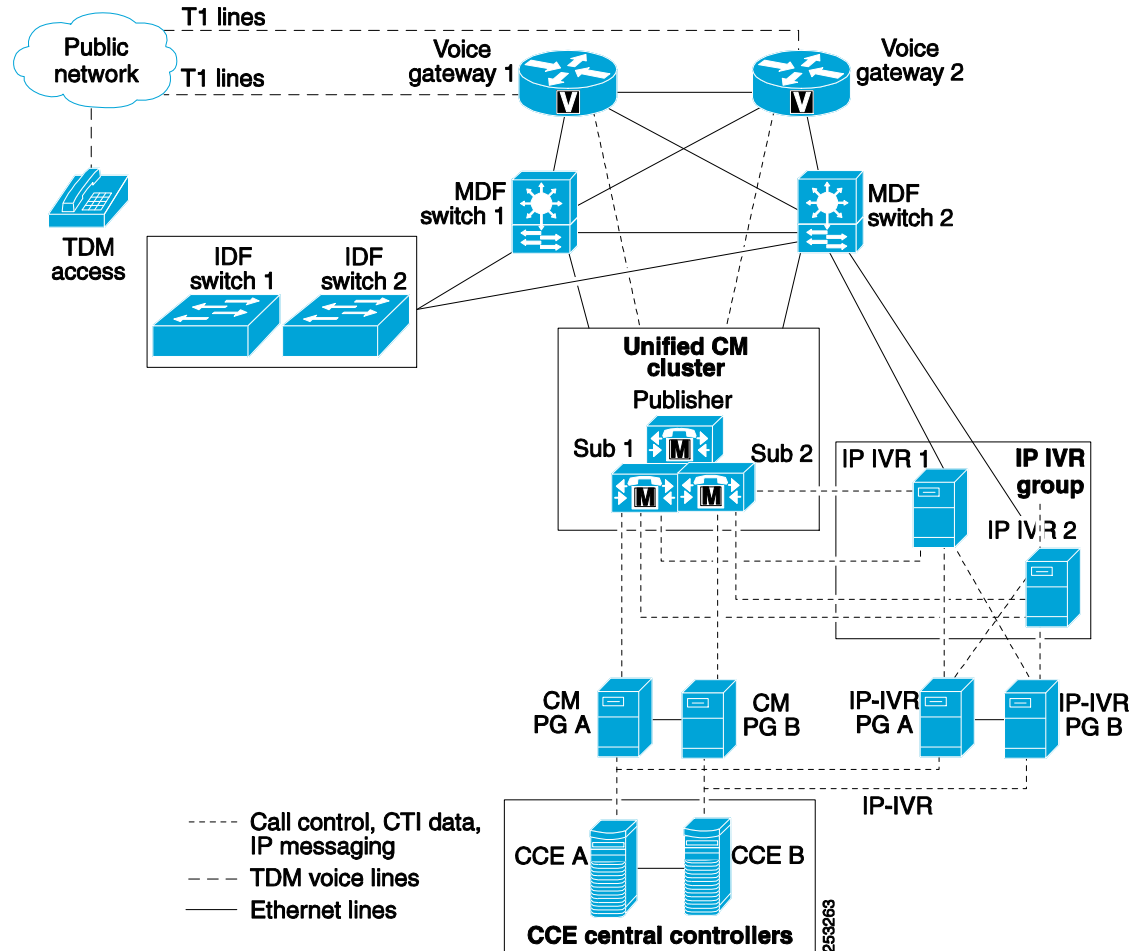 T1 lines
Public
network
T1 lines
Voice
gateway 1
Voice
gateway 2
V
V
TDM
access
MDF
switch 1
MDF
switch 2
IDF
switch 1
IDF
switch 2
Unified CM
cluster
Publisher
M
Sub 1
Sub 2
M
M
IP IVR 1
IP IVR
group
IP IVR 2
CM
PG A
CM
PG B
IP-IVR
PG A
IP-IVR
PG B
IP-IVR
Call control, CTI data,
IP messaging
TDM voice lines
Ethernet lines
CCE A
CCE B
CCE central controllers
253263